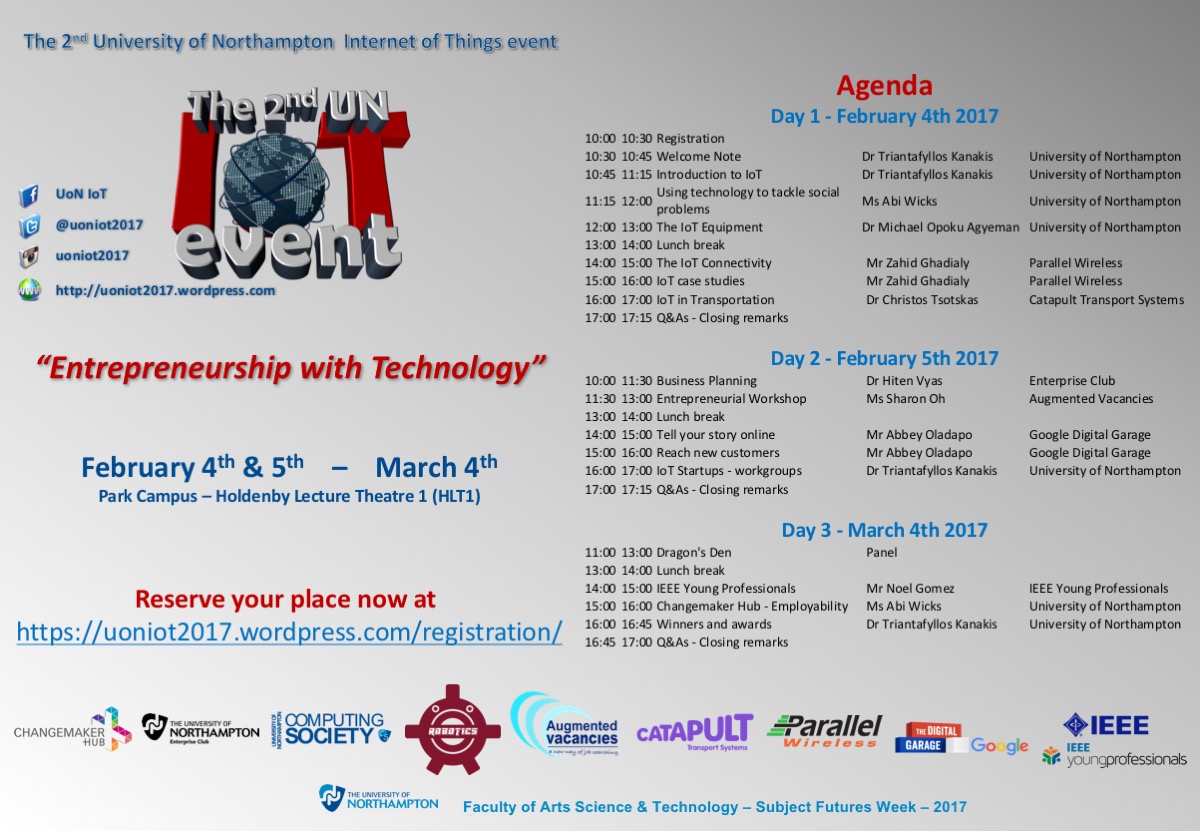 The 2nd University of Northampton Internet of Things event
The 2nd UN
IoT
event
UoN IoT
@uoniot2017
uoniot2017
http://uoniot2017.wordpress.com
“Entrepreneurship with Technology”
February 4th & 5th – March 4th
Park Campus – Holdenby Lecture Theatre 1 (HLT1)
Reserve your place now at
https://uoniot2017.wordpress.com/registration/
Agenda
Day 1 - February 4th 2017
10:00 10:30 Registration
10:30 10:45 Welcome Note Dr Triantafyllos Kanakis University of Northampton
10:45 11:15 Introduction to IoT Dr Triantafyllos Kanakis University of Northampton
11:15 12:00 Using technology to tackle social
problems Ms Abi Wicks University of Northampton
12:00 13:00 The IoT Equipment Dr Michael Opoku Agyeman University of Northampton
13:00 14:00 Lunch break
14:00 15:00 The IoT Connectivity Mr Zahid Ghadialy Parallel Wireless
15:00 16:00 IoT case studies Mr Zahid Ghadialy Parallel Wireless
16:00 17:00 IoT in Transportation Dr Christos Tsotskas Catapult Transport Systems
17:00 17:15 Q&As - Closing remarks
Day 2 - February 5th 2017
10:00 11:30 Business Planning Dr Hiten Vyas Enterprise Club
11:30 13:00 Entrepreneurial Workshop Ms Sharon Oh Augmented Vacancies
13:00 14:00 Lunch break
14:00 15:00 Tell your story online Mr Abbey Oladapo Google Digital Garage
15:00 16:00 Reach new customers Mr Abbey Oladapo Google Digital Garage
16:00 17:00 IoT Startups - workgroups Dr Triantafyllos Kanakis University of Northampton
17:00 17:15 Q&As - Closing remarks
Day 3 - March 4th 2017
11:00 13:00 Dragon's Den Panel
13:00 14:00 Lunch break
14:00 15:00 IEEE Young Professionals Mr Noel Gomez IEEE Young Professionals
15:00 16:00 Changemaker Hub - Employability Ms Abi Wicks University of Northampton
16:00 16:45 Winners and awards Dr Triantafyllos Kanakis University of Northampton
16:45 17:00 Q&As - Closing remarks
CHANGEMAKER
HUB
THE UNIVERSITY OF
NORTHAMPTON
Enterprise Club
UNIVERSITY OF
NORTHAMPTON
COMPUTING
SOCIETY
ROBOTICS
Augmented
vacancies
a new way of job searching
CATAPULT
Transport Systems
Parallel
Wireless
THE DIGITAL
GARAGE
Google
IEEE
IEEE
youngprofessionals
THE UNIVERSITY OF
NORTHAMPTON
Faculty of Arts Science & Technology – Subject Futures Week – 2017